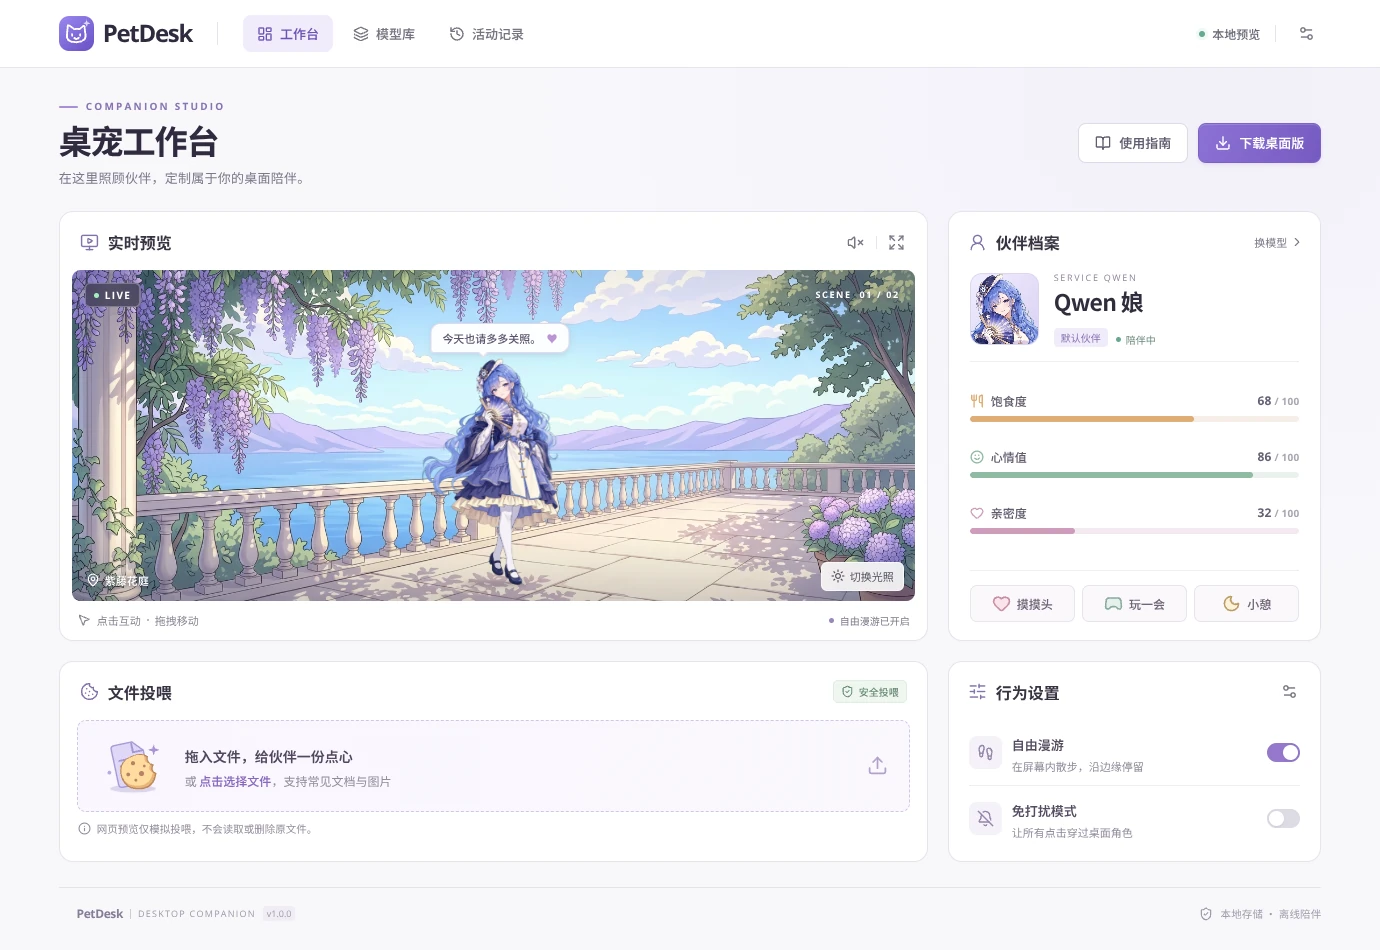 PetDesk
工作台
模型库
活动记录
本地预览
COMPANION STUDIO
桌宠工作台
在这里照顾伙伴，定制属于你的桌面陪伴。
使用指南
下载桌面版
实时预览
LIVE
SCENE 01 / 02
今天也请多多关照。
紫藤花庭
切换光照
点击互动 · 拖拽移动
自由漫游已开启
伙伴档案
换模型
SERVICE QWEN
Qwen 娘
默认伙伴
陪伴中
饱食度
68 / 100
心情值
86 / 100
亲密度
32 / 100
摸摸头
玩一会
小憩
文件投喂
安全投喂
拖入文件，给伙伴一份点心
或 点击选择文件，支持常见文档与图片
网页预览仅模拟投喂，不会读取或删除原文件。
行为设置
自由漫游
在屏幕内散步，沿边缘停留
免打扰模式
让所有点击穿过桌面角色
PetDesk
DESKTOP COMPANION
v1.0.0
本地存储 · 离线陪伴